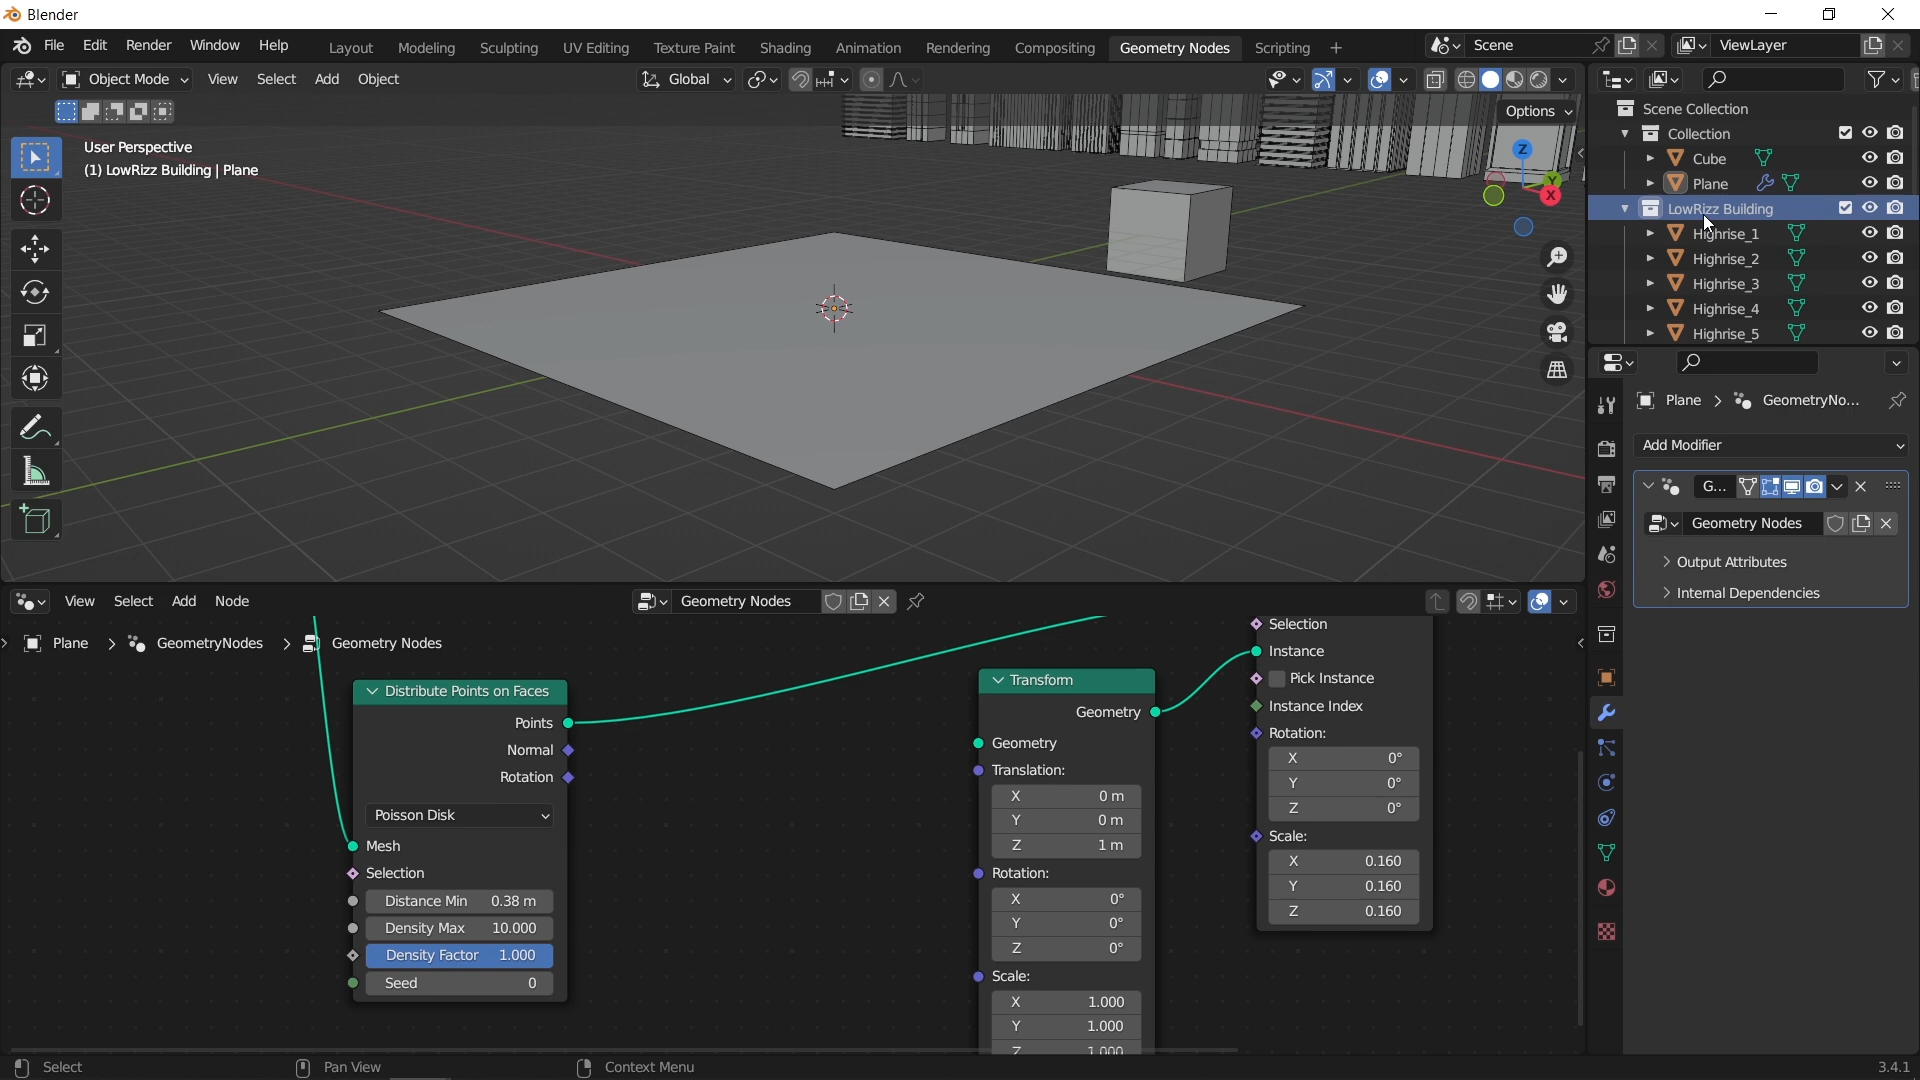 Blender
File Edit Render Window Help Layout Modeling Sculpting UV Editing Texture Paint Shading Animation Rendering Compositing Geometry Nodes Scripting + Scene ViewLayer
Object Mode View Select Add Object Global
Options
User Perspective
(1) LowRizz Building | Plane
Z
Y
X
Scene Collection
Collection
Cube
Plane
LowRizz Building
Highrise_1
Highrise_2
Highrise_3
Highrise_4
Highrise_5
Plane > GeometryNo...
Add Modifier
G...
Geometry Nodes
Output Attributes
Internal Dependencies
View Select Add Node Geometry Nodes
Plane > GeometryNodes > Geometry Nodes
Distribute Points on Faces
Points
Normal
Rotation
Poisson Disk
Mesh
Selection
Distance Min 0.38 m
Density Max 10.000
Density Factor 1.000
Seed 0
Transform
Geometry
Geometry
Translation:
X 0 m
Y 0 m
Z 1 m
Rotation:
X 0°
Y 0°
Z 0°
Scale:
X 1.000
Y 1.000
Z 1.000
Selection
Instance
Pick Instance
Instance Index
Rotation:
X 0°
Y 0°
Z 0°
Scale:
X 0.160
Y 0.160
Z 0.160
Select Pan View Context Menu 3.4.1